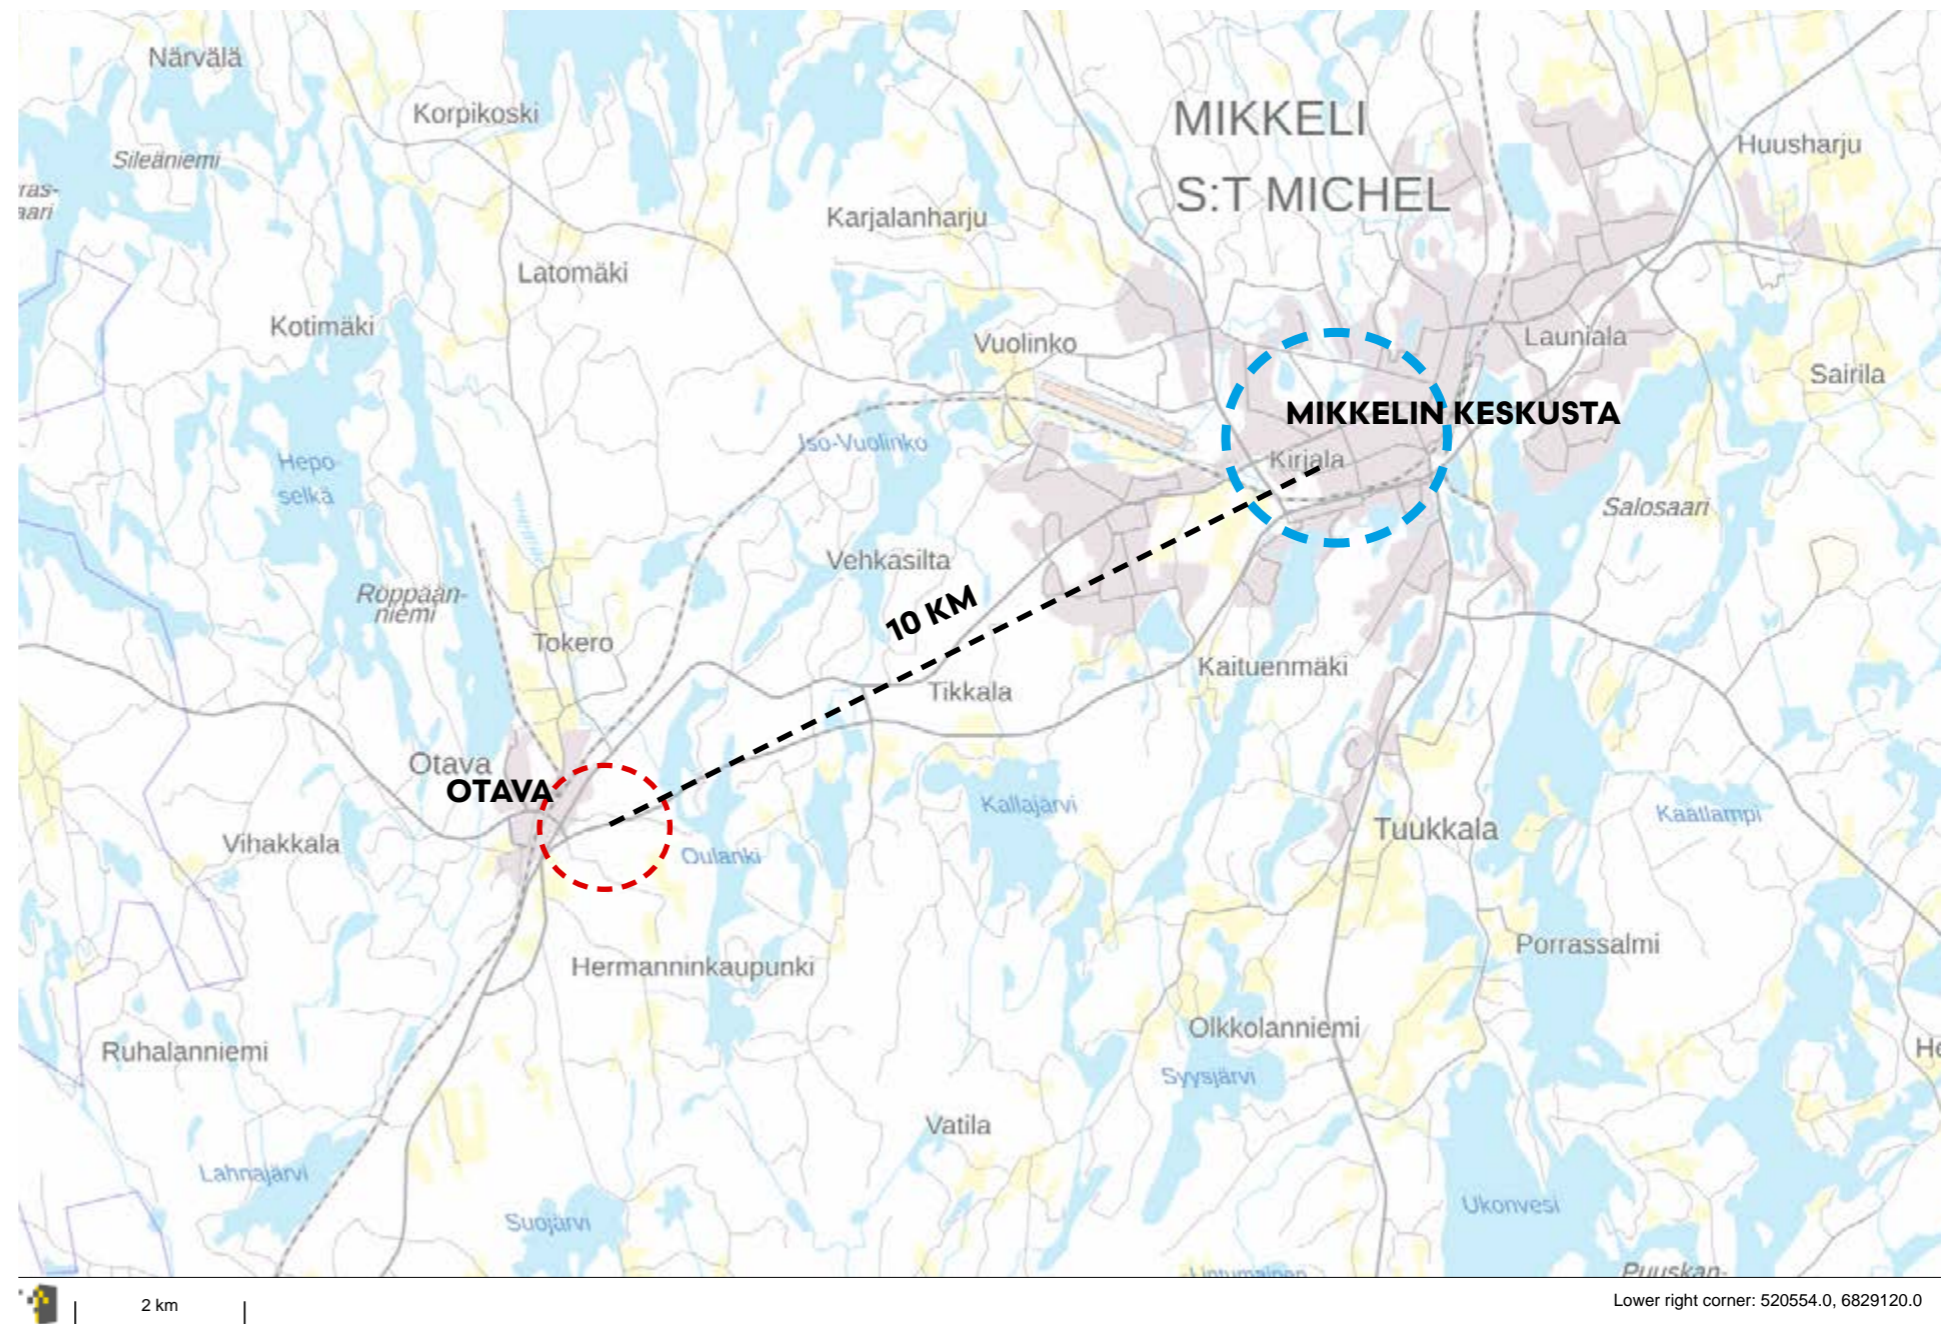 Närvälä
Korpikoski
MIKKELI
Huusharju
Sileäniemi
S:T MICHEL
Karjalanharju
Latomäki
Kotimäki
Vuolinko
Launiala
Sairila
MIKKELIN KESKUSTA
Iso-Vuolinko
Kirjala
Hepo-
selkä
Salosaari
Vehkasilta
Röppään-
niemi
10 KM
Tokero
Kaituenmäki
Tikkala
Otava
OTAVA
Kallajärvi
Kaatlampi
Tuukkala
Vihakkala
Oulanki
Porrassalmi
Hermanninkaupunki
Olkkolanniemi
Ruhalanniemi
Syysjärvi
Vatila
Lahnajärvi
Ukonvesi
Suojärvi
Puuskan-
2 km
Lower right corner: 520554.0, 6829120.0